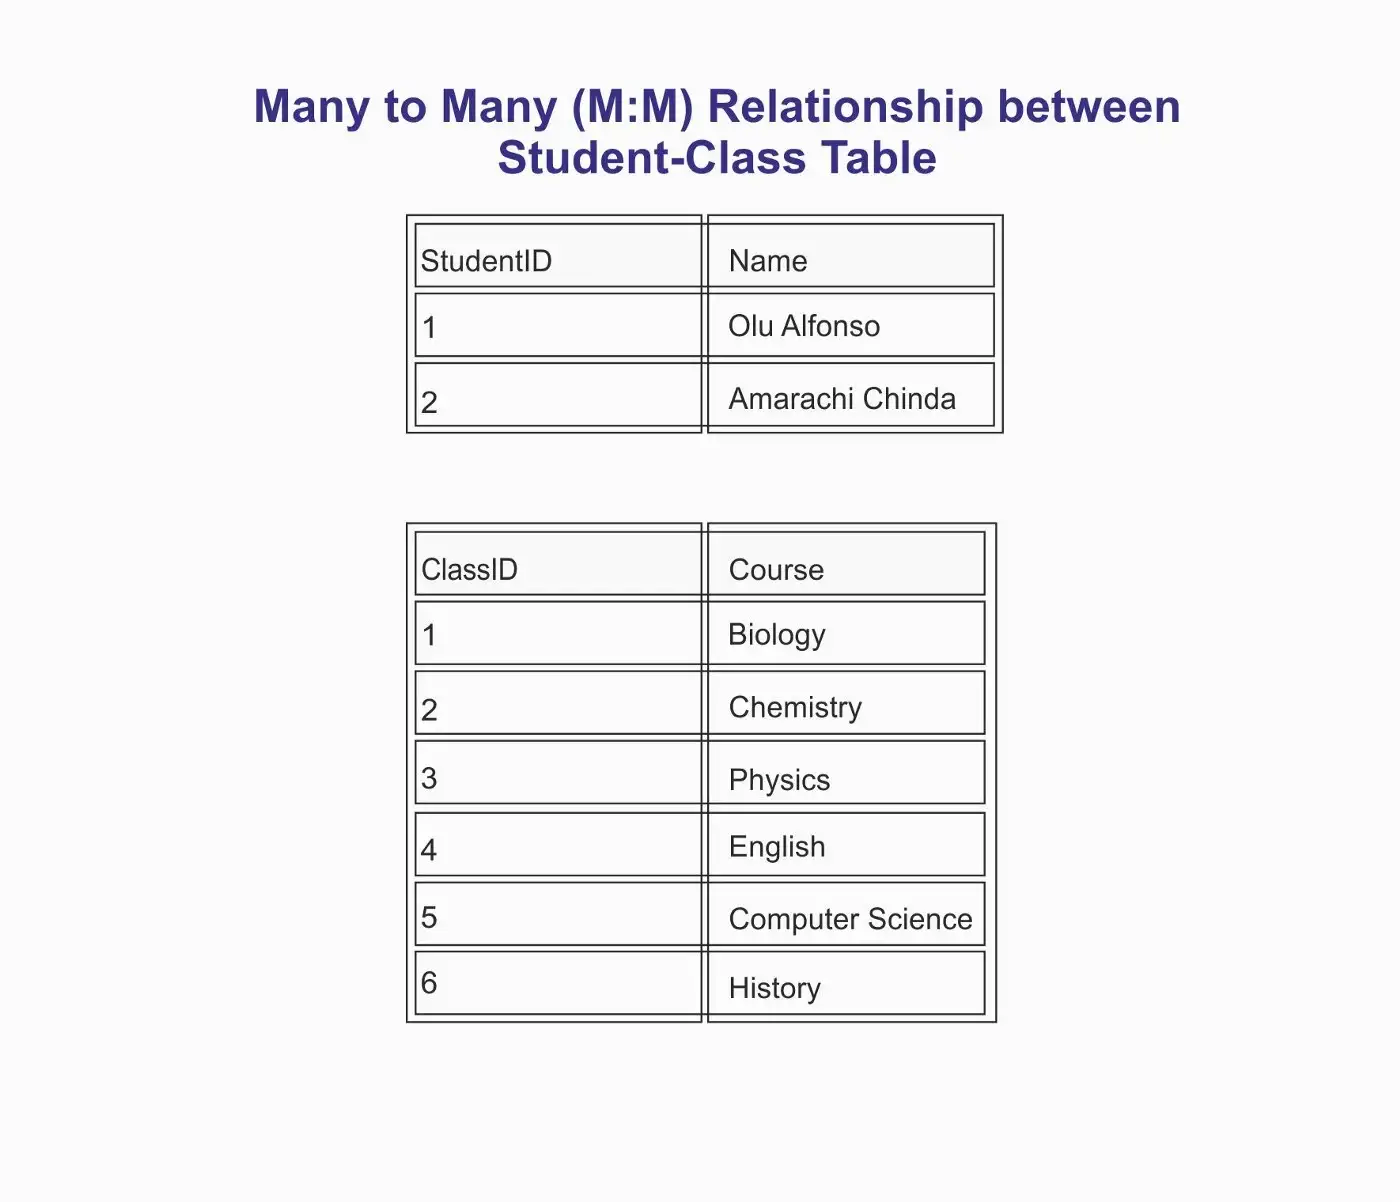 Many to Many (M:M) Relationship between
Student-Class Table
StudentID Name
1 Olu Alfonso
2 Amarachi Chinda
ClassID Course
1 Biology
2 Chemistry
3 Physics
4 English
5 Computer Science
6 History